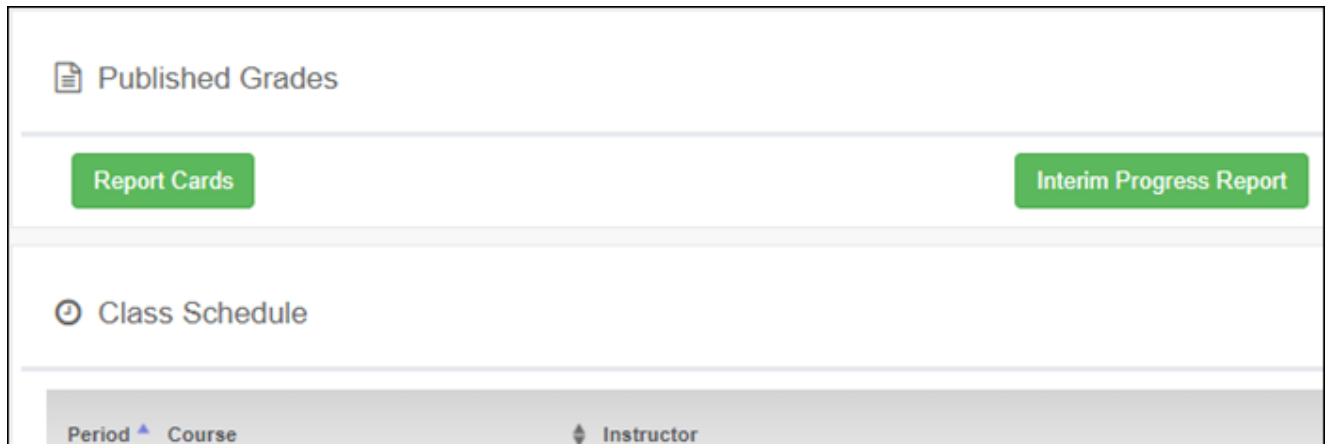 Published Grades
Report Cards Interim Progress Report
Class Schedule
Period Course Instructor